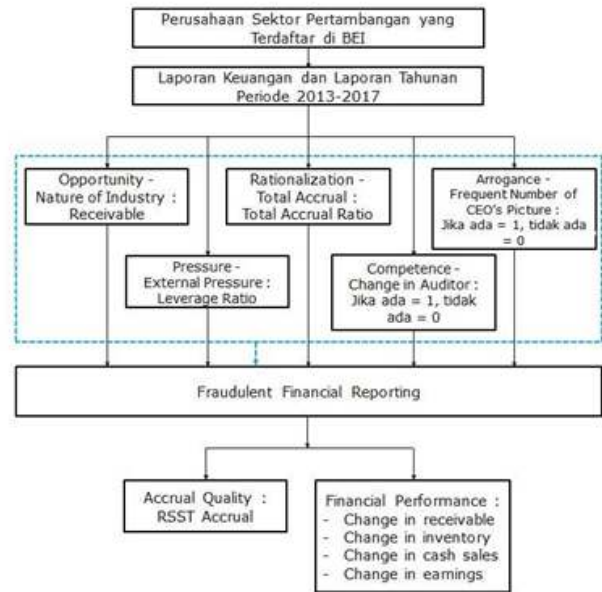 Perusahaan Sektor Pertambangan yang
Terdaftar di BEI
Laporan Keuangan dan Laporan Tahunan
Periode 2013-2017
Opportunity -
Nature of Industry :
Receivable
Rationalization -
Total Accrual :
Total Accrual Ratio
Arrogance -
Frequent Number of
CEO's Picture :
Jika ada = 1, tidak ada
= 0
Pressure -
External Pressure :
Leverage Ratio
Competence -
Change in Auditor :
Jika ada = 1, tidak
ada = 0
Fraudulent Financial Reporting
Accrual Quality :
RSST Accrual
Financial Performance :
- Change in receivable
- Change in inventory
- Change in cash sales
- Change in earnings